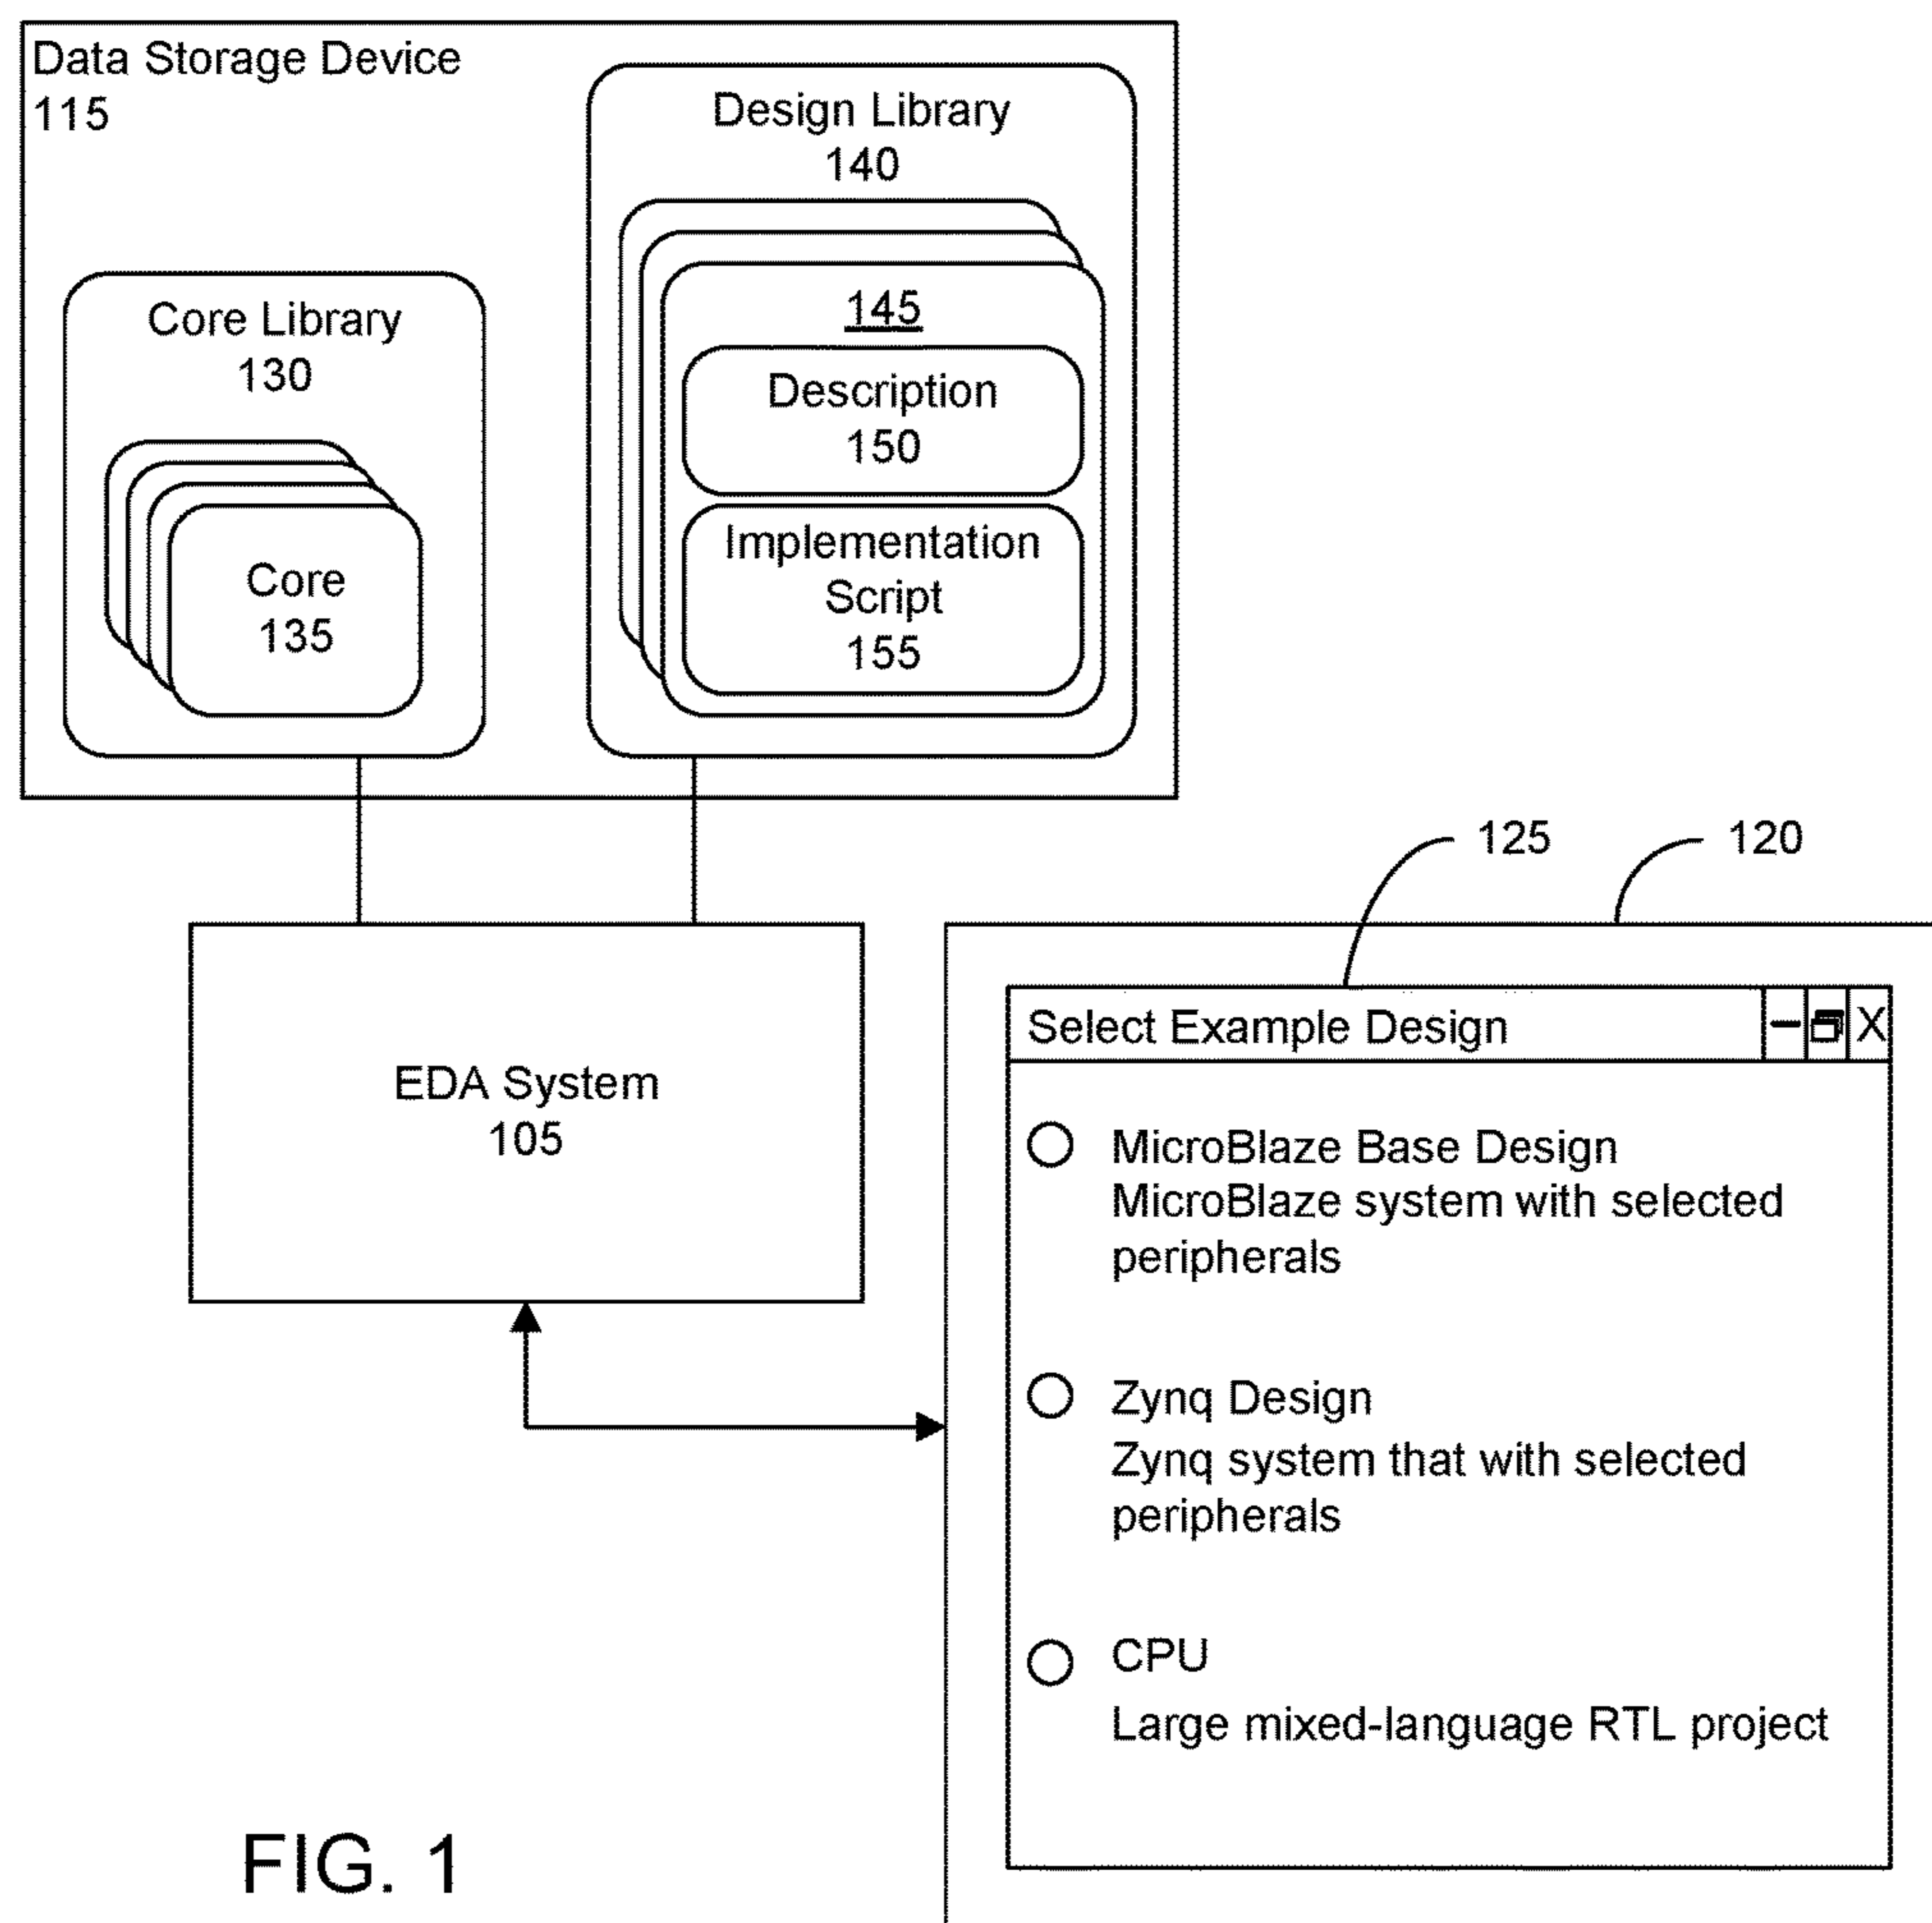 Data Storage Device
115
Design Library
140
145
Description
150
Implementation
Script
155
Core Library
130
Core
135
125
120
EDA System
105
Select Example Design
X
MicroBlaze Base Design
MicroBlaze system with selected
peripherals
Zynq Design
Zynq system that with selected
peripherals
CPU
Large mixed-language RTL project
FIG. 1